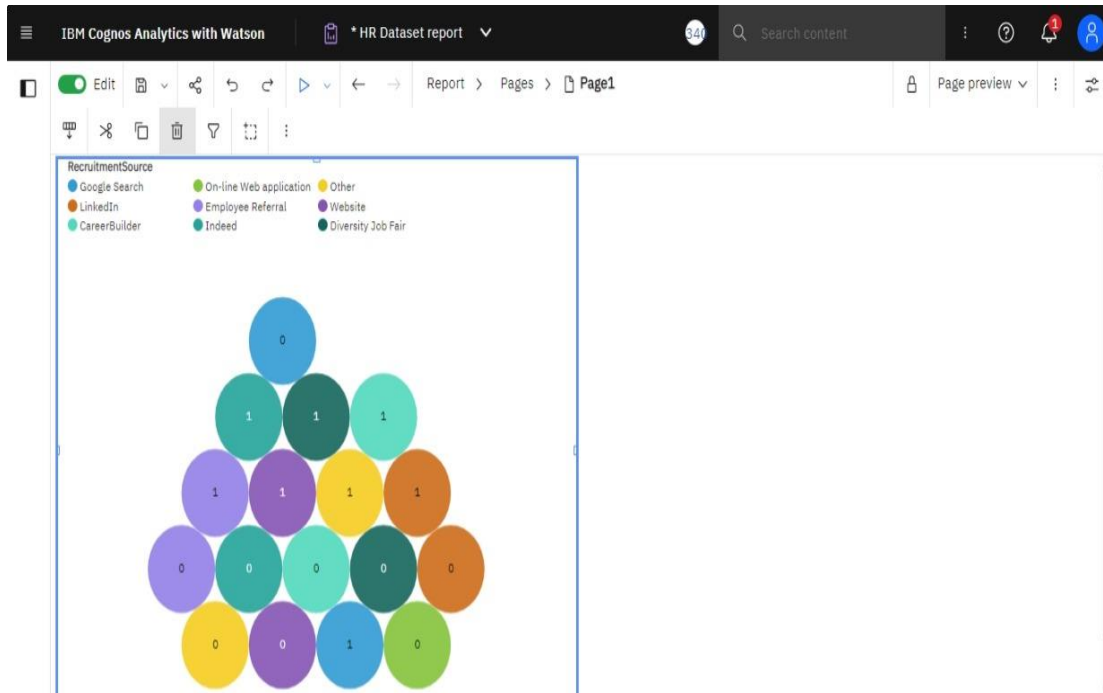 IBM Cognos Analytics with Watson
* HR Dataset report
340
Search content
1
Edit
Report > Pages > Page1
Page preview
RecruitmentSource
Google Search
On-line Web application
Other
LinkedIn
Employee Referral
Website
CareerBuilder
Indeed
Diversity Job Fair
0
1 1 1
1 1 1 1
0 0 0 0 0
0 0 1 0